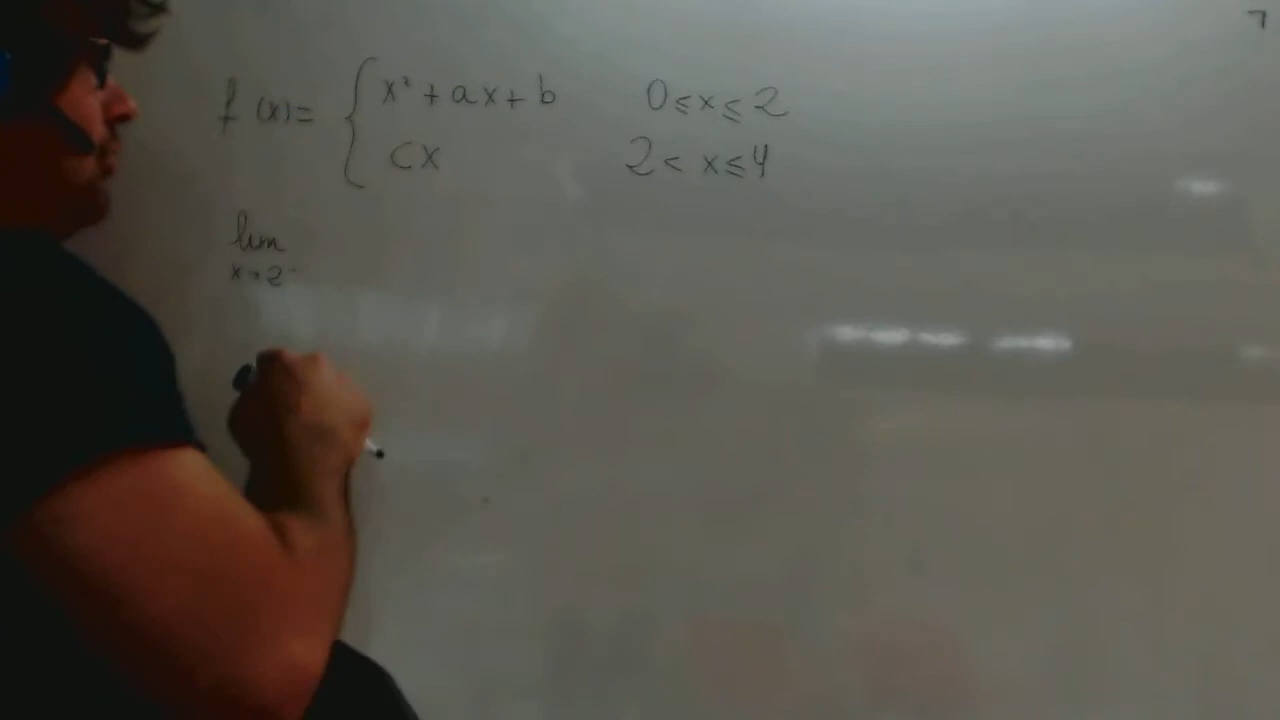 f(x) = { x² + ax + b 0 ≤ x ≤ 2
cx 2 < x ≤ 4
lim
x→2⁻